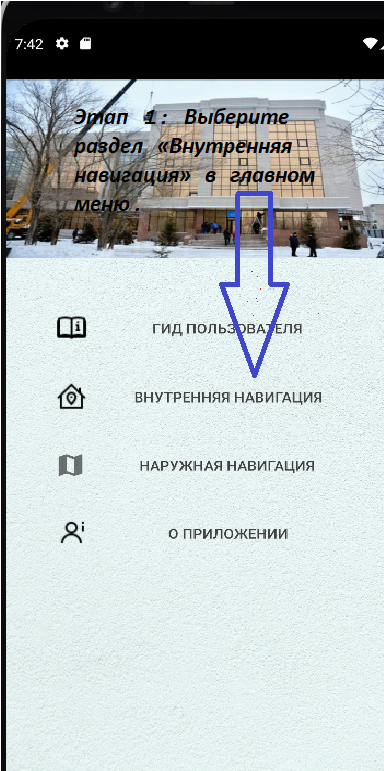 7:42
Этап 1: Выберите
раздел «Внутренняя
навигация» в главном
меню.
ГИД ПОЛЬЗОВАТЕЛЯ
ВНУТРЕННЯЯ НАВИГАЦИЯ
НАРУЖНАЯ НАВИГАЦИЯ
О ПРИЛОЖЕНИИ